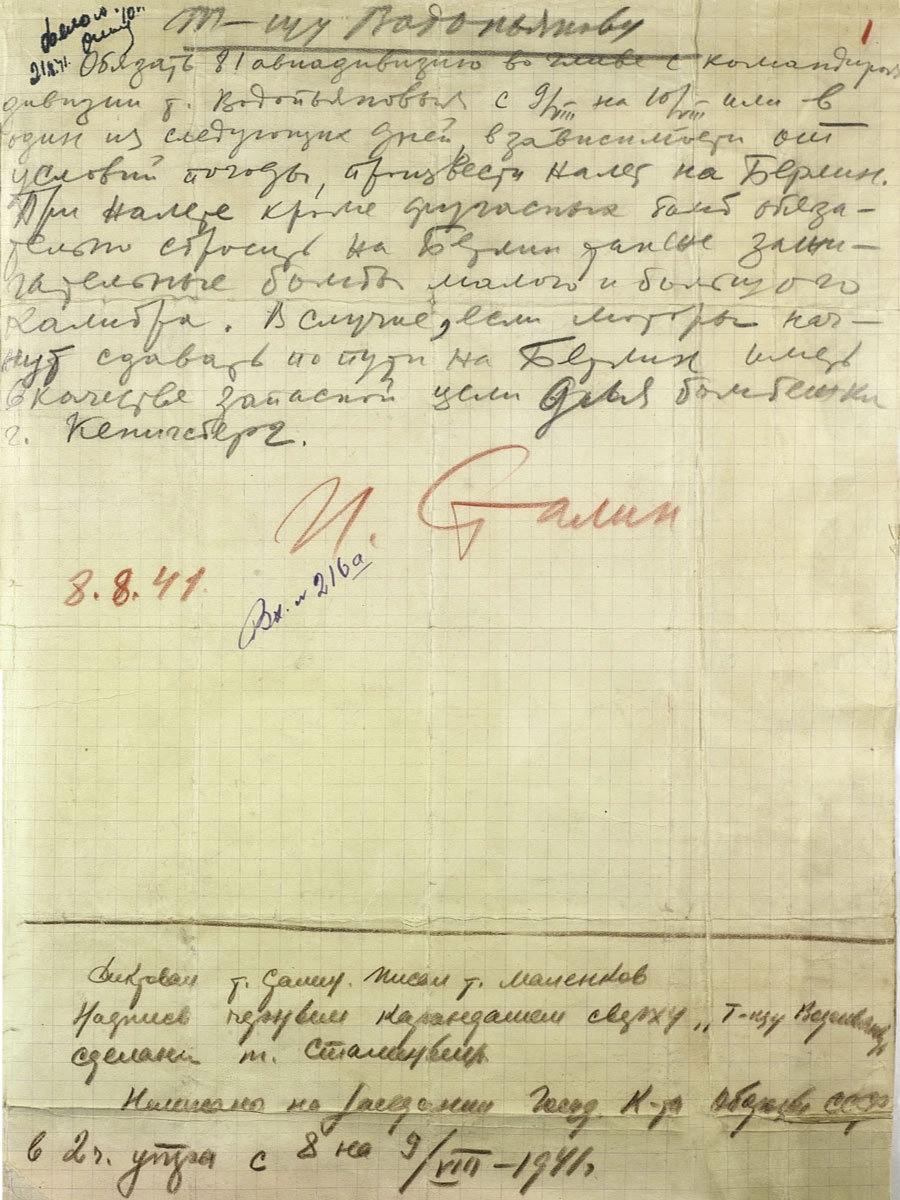 Т-щу Водопьянову
1
Обязать 81 авиадивизию во главе с командиром
дивизии т. Водопьяновым с 9/VIII на 10/VIII или в
один из следующих дней, в зависимости от
условий погоды, произвести налет на Берлин.
При налете кроме фугасных бомб обяза-
тельно сбросить на Берлин также зажи-
гательные бомбы малого и большого
калибра. В случае, если моторы нач-
нут сдавать по пути на Берлин иметь
в качестве запасной цели для бомбежки
г. Кенигсберг.
И. Сталин
8.8.41.
Вх. № 216а
Диктовал т. Сталин. Писал т. Маленков
Надпись черным карандашом сверху „Т-щу Водопьянову
сделана т. Сталиным
Написано на заседании Госуд. К-та Обороны СССР
в 2 ч. утра с 8 на 9/VIII-1941 г.